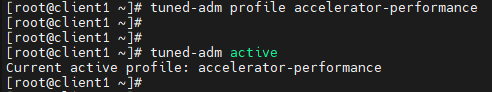 [root@client1 ~]# tuned-adm profile accelerator-performance
[root@client1 ~]#
[root@client1 ~]#
[root@client1 ~]# tuned-adm active
Current active profile: accelerator-performance
[root@client1 ~]#